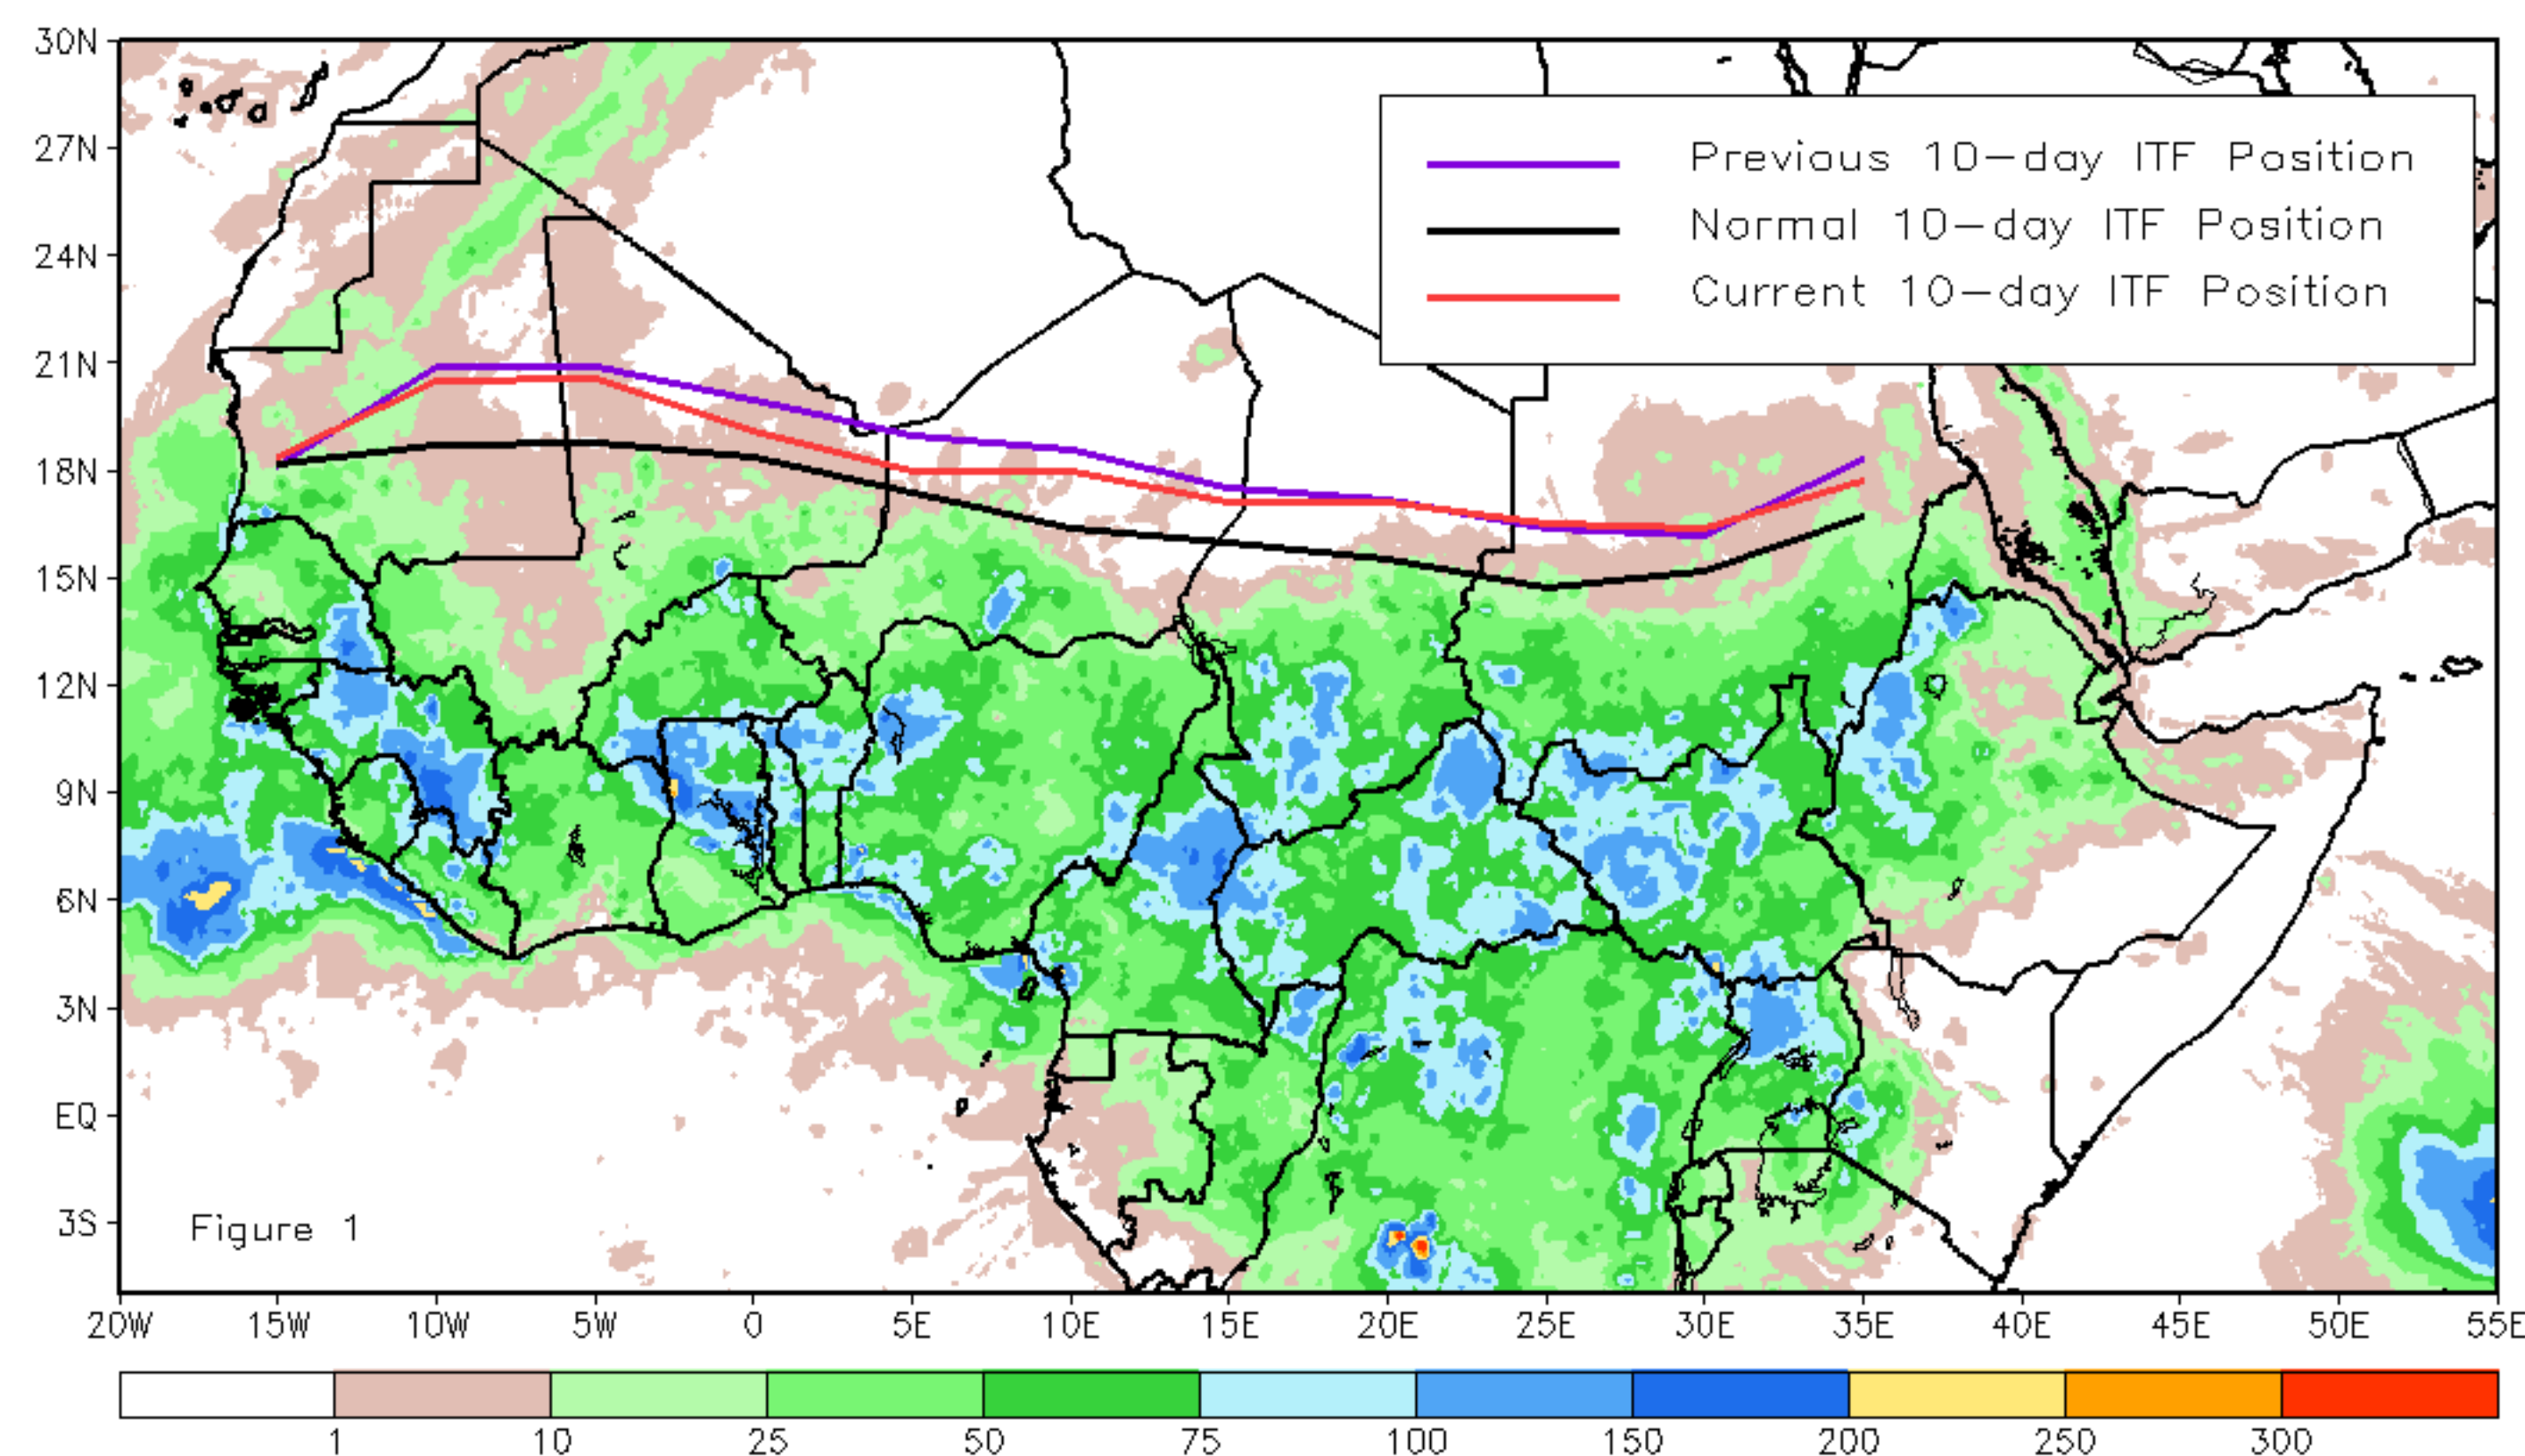 30N
27N
24N
21N
18N
15N
12N
9N
6N
3N
EQ
3S
Previous 10-day ITF Position
Normal 10-day ITF Position
Current 10-day ITF Position
Figure 1
20W 15W 10W 5W 0 5E 10E 15E 20E 25E 30E 35E 40E 45E 50E 55E
1 10 25 50 75 100 150 200 250 300